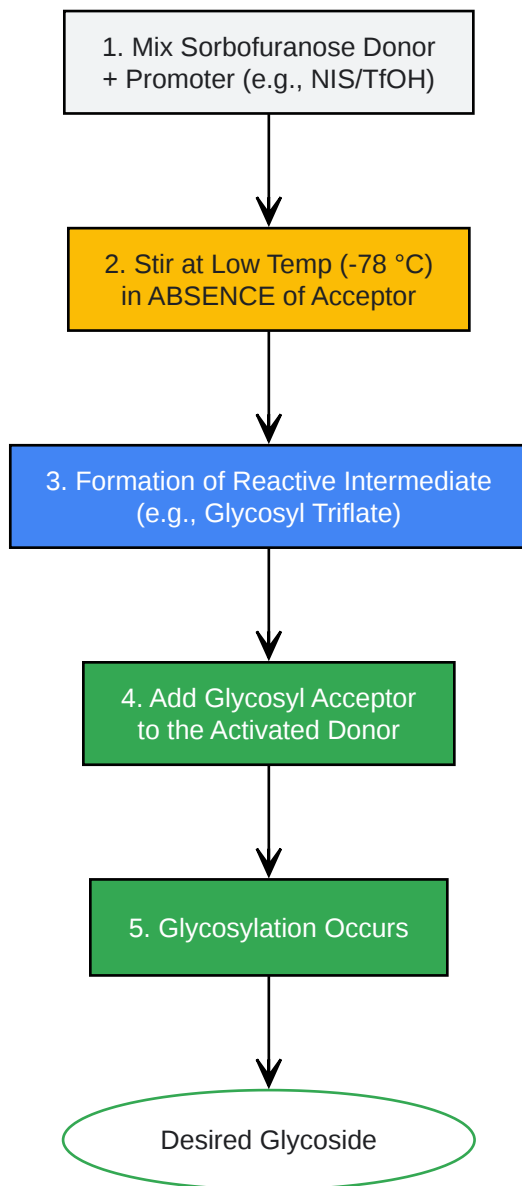 1. Mix Sorbofuranose Donor
+ Promoter (e.g., NIS/TfOH)
2. Stir at Low Temp (-78 °C)
in ABSENCE of Acceptor
3. Formation of Reactive Intermediate
(e.g., Glycosyl Triflate)
4. Add Glycosyl Acceptor
to the Activated Donor
5. Glycosylation Occurs
Desired Glycoside